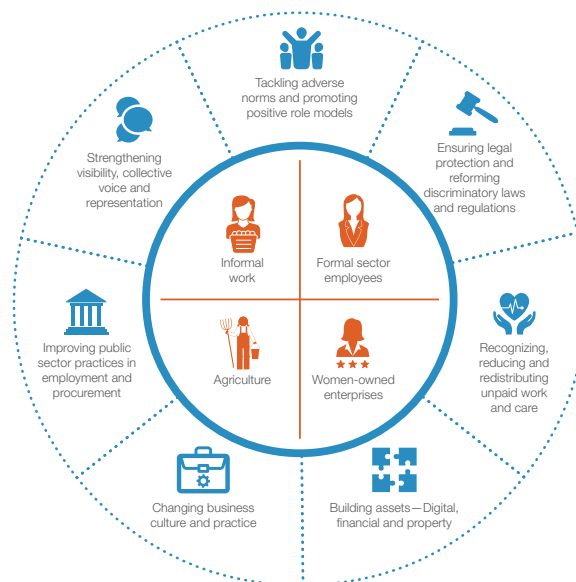 Tackling adverse
norms and promoting
positive role models
Ensuring legal
protection and
reforming
discriminatory laws
and regulations
Recognizing,
reducing and
redistributing
unpaid work
and care
Building assets—Digital,
financial and property
Changing business
culture and practice
Improving public
sector practices in
employment and
procurement
Strengthening
visibility, collective
voice and
representation
Informal
work
Formal sector
employees
Agriculture
Women-owned
enterprises